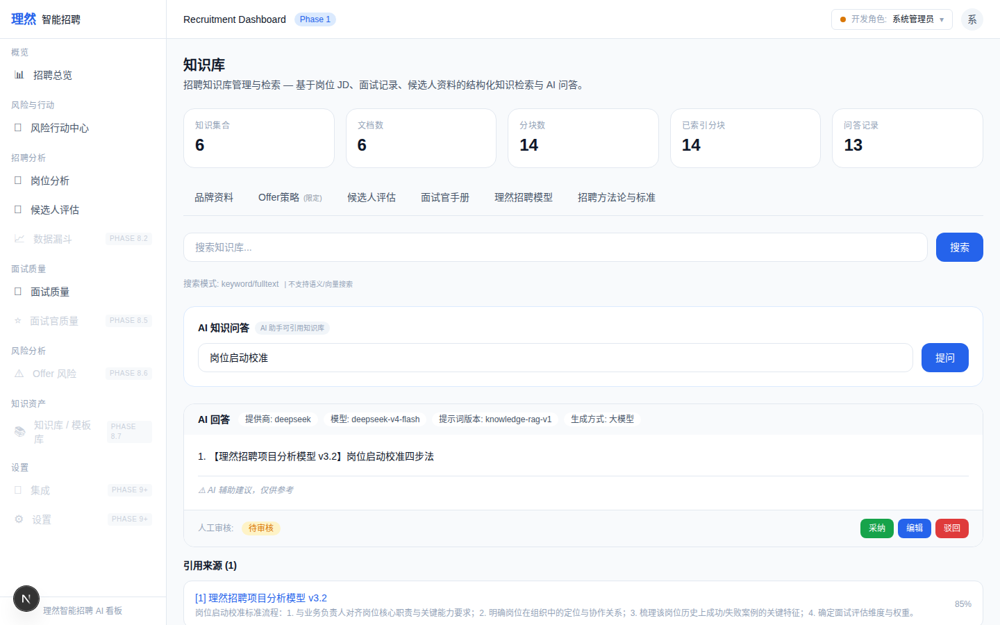 理然 智能招聘
Recruitment Dashboard Phase 1
开发角色: 系统管理员 ▾
系
概览
招聘总览
风险与行动
风险行动中心
招聘分析
岗位分析
候选人评估
数据漏斗 PHASE 8.2
面试质量
面试质量
面试官质量 PHASE 8.5
风险分析
Offer 风险 PHASE 8.6
知识资产
知识库 / 模板库 PHASE 8.7
设置
集成 PHASE 9+
设置 PHASE 9+
N
理然智能招聘 AI 看板
知识库
招聘知识库管理与检索 — 基于岗位 JD、面试记录、候选人资料的结构化知识检索与 AI 问答。
知识集合
6
文档数
6
分块数
14
已索引分块
14
问答记录
13
品牌资料 Offer策略 (限定) 候选人评估 面试官手册 理然招聘模型 招聘方法论与标准
搜索知识库...
搜索
搜索模式: keyword/fulltext | 不支持语义/向量搜索
AI 知识问答 AI 助手可引用知识库
岗位启动校准
提问
AI 回答 提供商: deepseek 模型: deepseek-v4-flash 提示词版本: knowledge-rag-v1 生成方式: 大模型
1. 【理然招聘项目分析模型 v3.2】岗位启动校准四步法
⚠ AI 辅助建议，仅供参考
人工审核: 待审核
采纳 编辑 驳回
引用来源 (1)
[1] 理然招聘项目分析模型 v3.2
岗位启动校准标准流程：1. 与业务负责人对齐岗位核心职责与关键能力要求；2. 明确岗位在组织中的定位与协作关系；3. 梳理该岗位历史上成功/失败案例的关键特征；4. 确定面试评估维度与权重。
85%